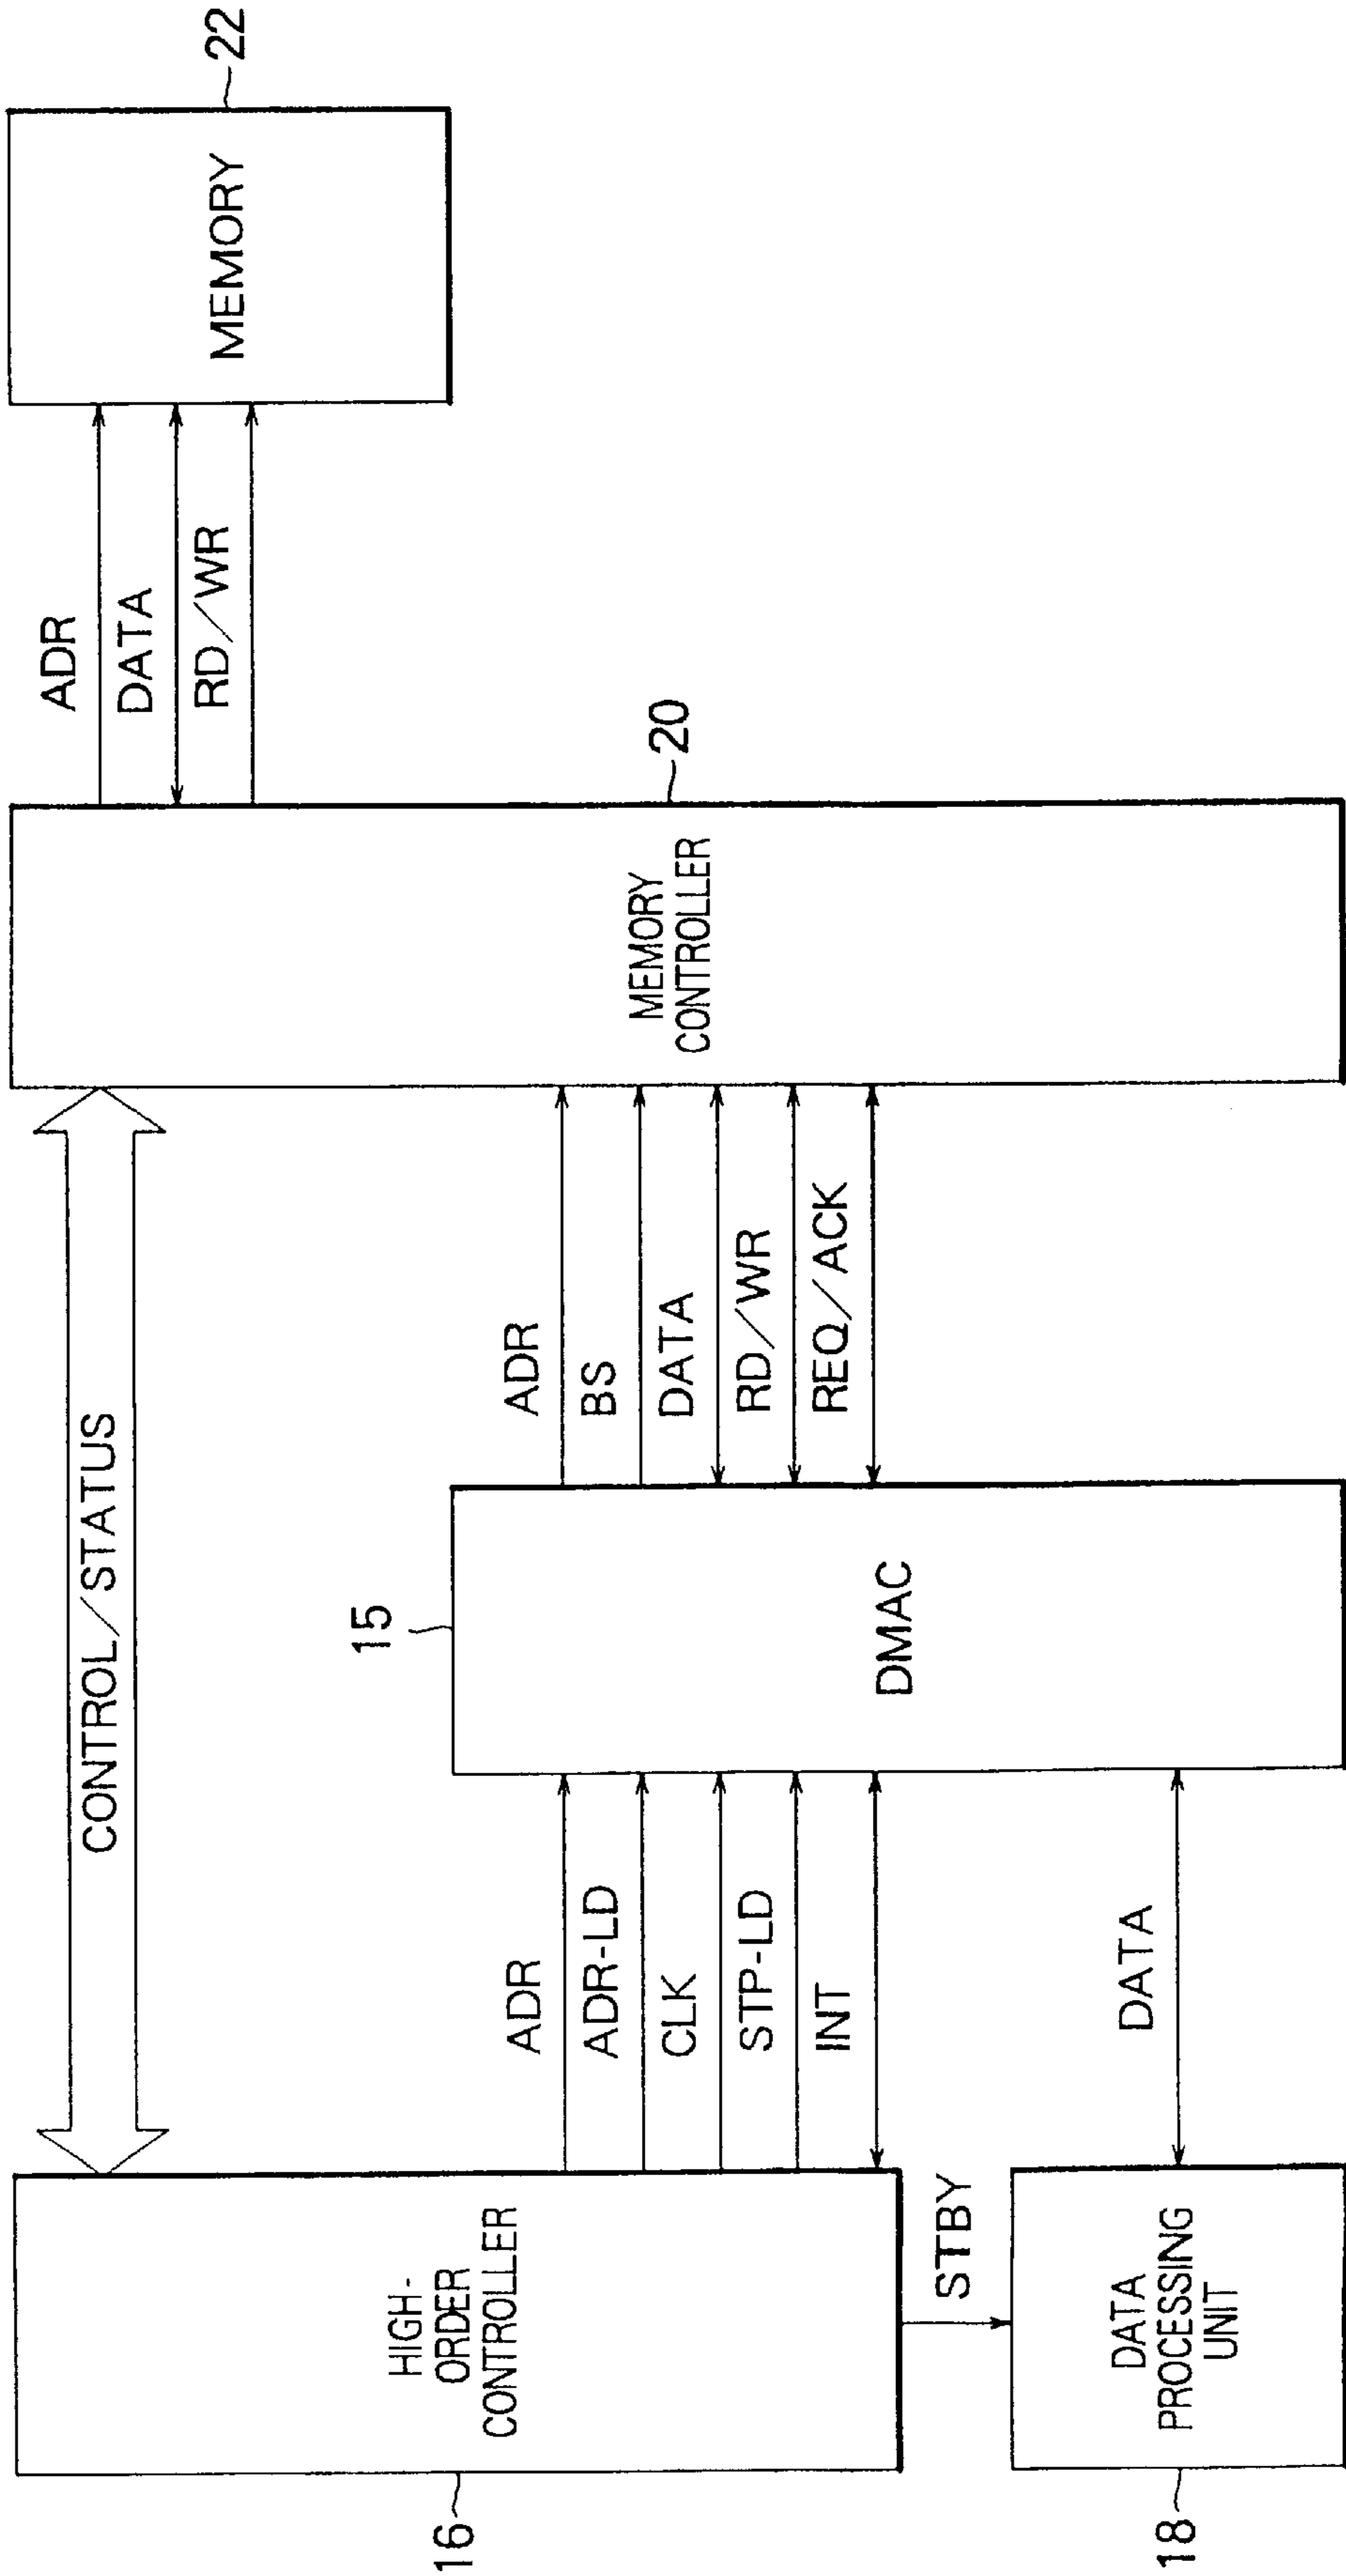 CONTROL/STATUS
16
HIGH-
ORDER
CONTROLLER
ADR
ADR-LD
CLK
STP-LD
INT
STBY
18
DATA
PROCESSING
UNIT
DATA
15
DMAC
ADR
BS
DATA
RD/WR
REQ/ACK
MEMORY
CONTROLLER
20
ADR
DATA
RD/WR
MEMORY
22